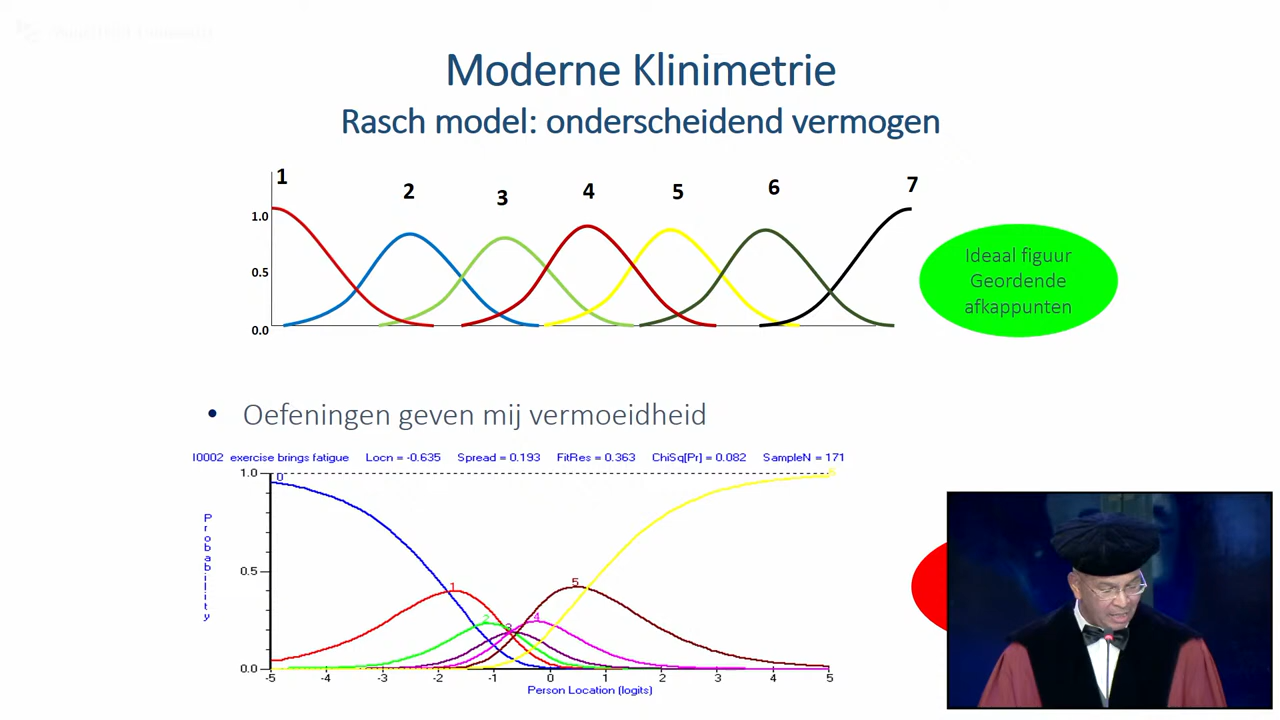 Moderne Klinimetrie
Rasch model: onderscheidend vermogen
1 2 3 4 5 6 7
1.0
0.5
0.0
Ideaal figuur
Geordende
afkappunten
• Oefeningen geven mij vermoeidheid
I0002 exercise brings fatigue Locn = -0.635 Spread = 0.193 FitRes = 0.363 ChiSq[Pr] = 0.082 SampleN = 171
1.0
0.5
0.0
Probability
0 1 2 3 4 5 6
-5 -4 -3 -2 -1 0 1 2 3 4 5
Person Location (logits)